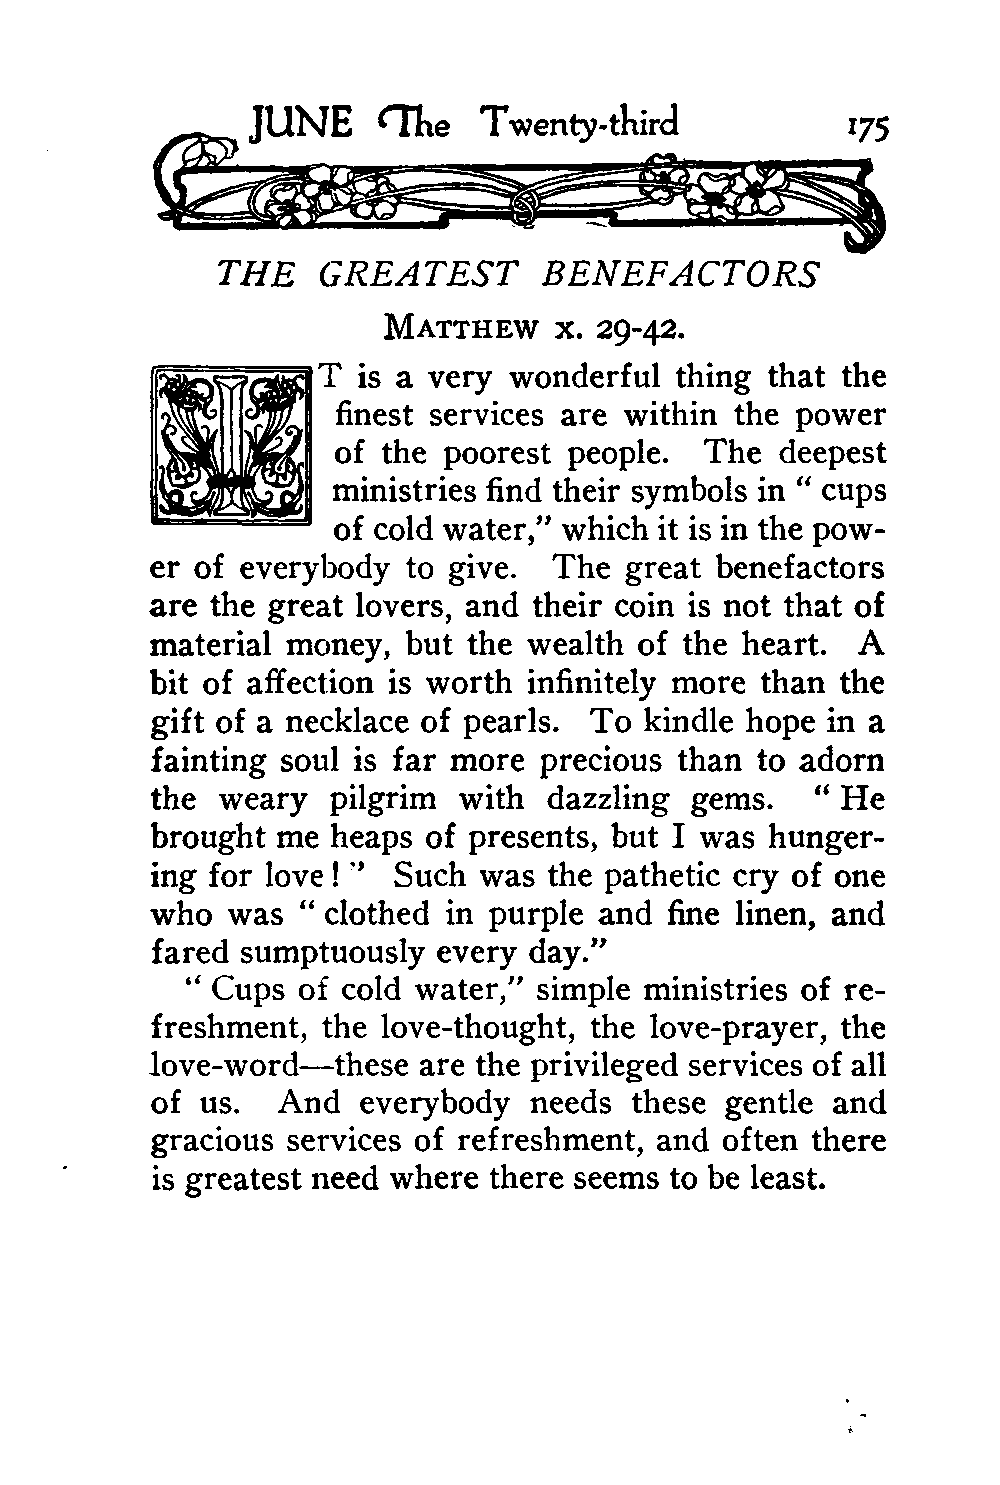 JUNE The Twenty-third 175
THE GREATEST BENEFACTORS
MATTHEW X. 29-42.
IT is a very wonderful thing that the
finest services are within the power
of the poorest people. The deepest
ministries find their symbols in " cups
of cold water," which it is in the pow-
er of everybody to give. The great benefactors
are the great lovers, and their coin is not that of
material money, but the wealth of the heart. A
bit of affection is worth infinitely more than the
gift of a necklace of pearls. To kindle hope in a
fainting soul is far more precious than to adorn
the weary pilgrim with dazzling gems. " He
brought me heaps of presents, but I was hunger-
ing for love ! " Such was the pathetic cry of one
who was " clothed in purple and fine linen, and
fared sumptuously every day."
" Cups of cold water," simple ministries of re-
freshment, the love-thought, the love-prayer, the
love-word—these are the privileged services of all
of us. And everybody needs these gentle and
gracious services of refreshment, and often there
is greatest need where there seems to be least.